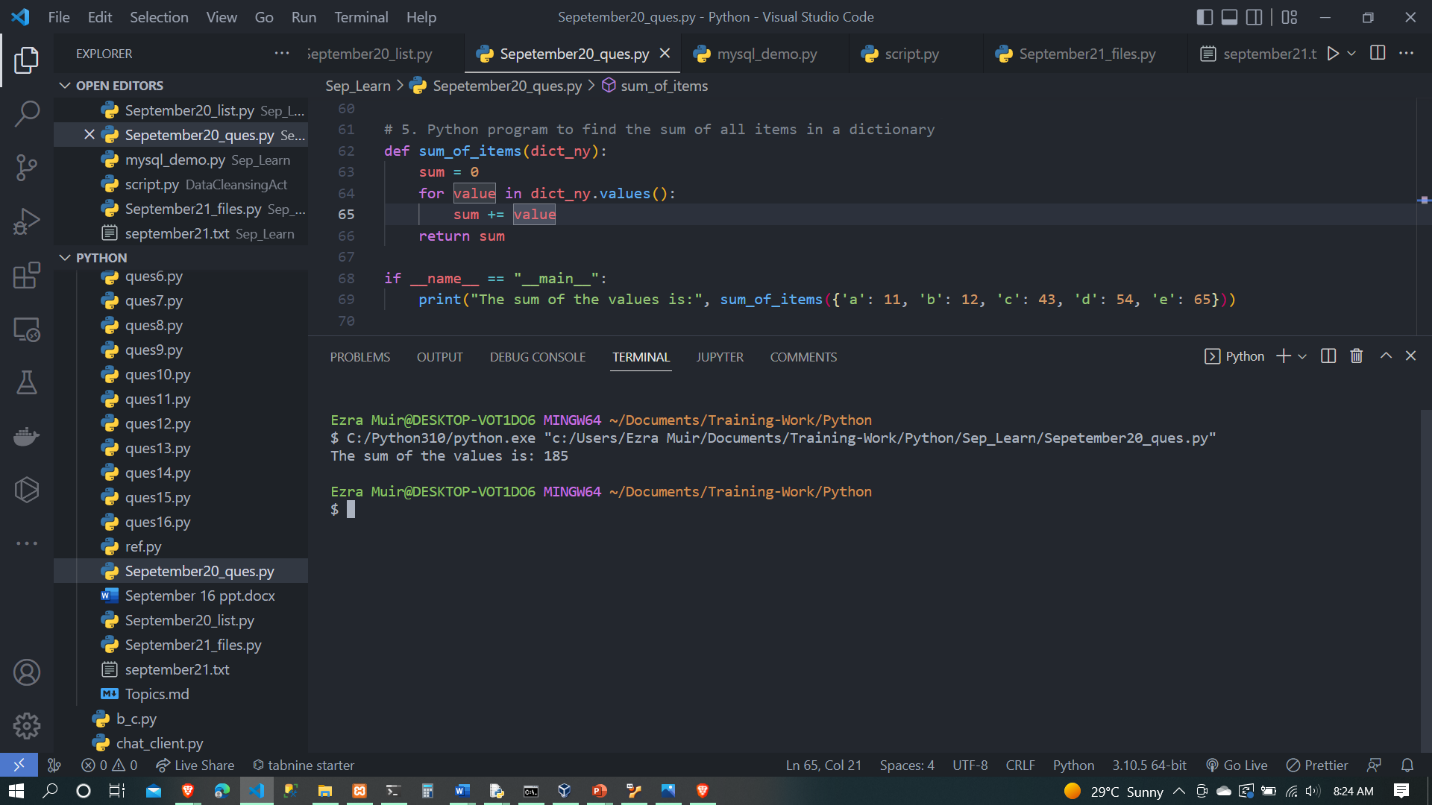 File Edit Selection View Go Run Terminal Help
Sepetember20_ques.py - Python - Visual Studio Code
EXPLORER
September20_list.py
Sepetember20_ques.py
mysql_demo.py
script.py
September21_files.py
september21.t
Sep_Learn > Sepetember20_ques.py > sum_of_items
OPEN EDITORS
September20_list.py Sep_L...
Sepetember20_ques.py Se...
mysql_demo.py Sep_Learn
script.py DataCleansingAct
September21_files.py Sep_...
september21.txt Sep_Learn
PYTHON
ques6.py
ques7.py
ques8.py
ques9.py
ques10.py
ques11.py
ques12.py
ques13.py
ques14.py
ques15.py
ques16.py
ref.py
Sepetember20_ques.py
September 16 ppt.docx
September20_list.py
September21_files.py
september21.txt
Topics.md
b_c.py
chat_client.py
60
61 # 5. Python program to find the sum of all items in a dictionary
62 def sum_of_items(dict_ny):
63 sum = 0
64 for value in dict_ny.values():
65 sum += value
66 return sum
67
68 if __name__ == "__main__":
69 print("The sum of the values is:", sum_of_items({'a': 11, 'b': 12, 'c': 43, 'd': 54, 'e': 65}))
70
PROBLEMS OUTPUT DEBUG CONSOLE TERMINAL JUPYTER COMMENTS
Python
Ezra Muir@DESKTOP-VOT1DO6 MINGW64 ~/Documents/Training-Work/Python
$ C:/Python310/python.exe "c:/Users/Ezra Muir/Documents/Training-Work/Python/Sep_Learn/Sepetember20_ques.py"
The sum of the values is: 185
Ezra Muir@DESKTOP-VOT1DO6 MINGW64 ~/Documents/Training-Work/Python
$
0 0 Live Share tabnine starter
Ln 65, Col 21 Spaces: 4 UTF-8 CRLF Python 3.10.5 64-bit Go Live Prettier
29°C Sunny
8:24 AM